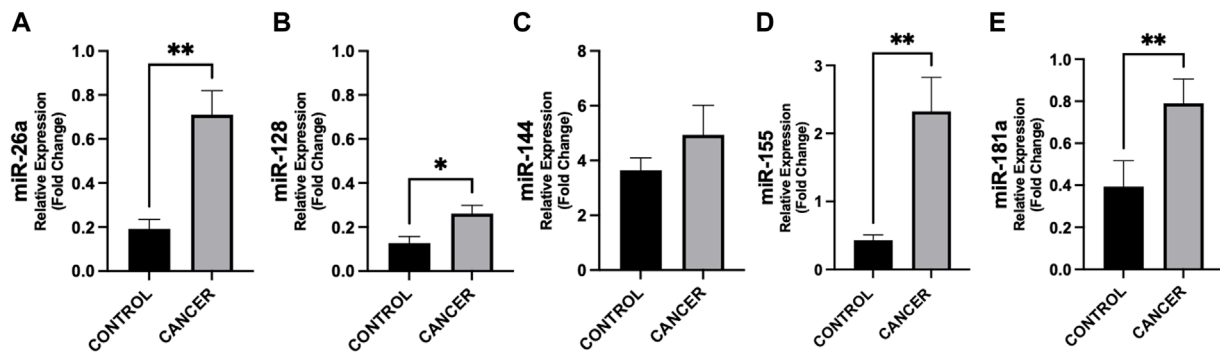 A
miR-26a
Relative Expression
(Fold Change)
1.0
0.8
0.6
0.4
0.2
0.0
**
CONTROL
CANCER
B
miR-128
Relative Expression
(Fold Change)
1.0
0.8
0.6
0.4
0.2
0.0
*
CONTROL
CANCER
C
miR-144
Relative Expression
(Fold Change)
8
6
4
2
0
CONTROL
CANCER
D
miR-155
Relative Expression
(Fold Change)
3
2
1
0
**
CONTROL
CANCER
E
miR-181a
Relative Expression
(Fold Change)
1.0
0.8
0.6
0.4
0.2
0.0
**
CONTROL
CANCER